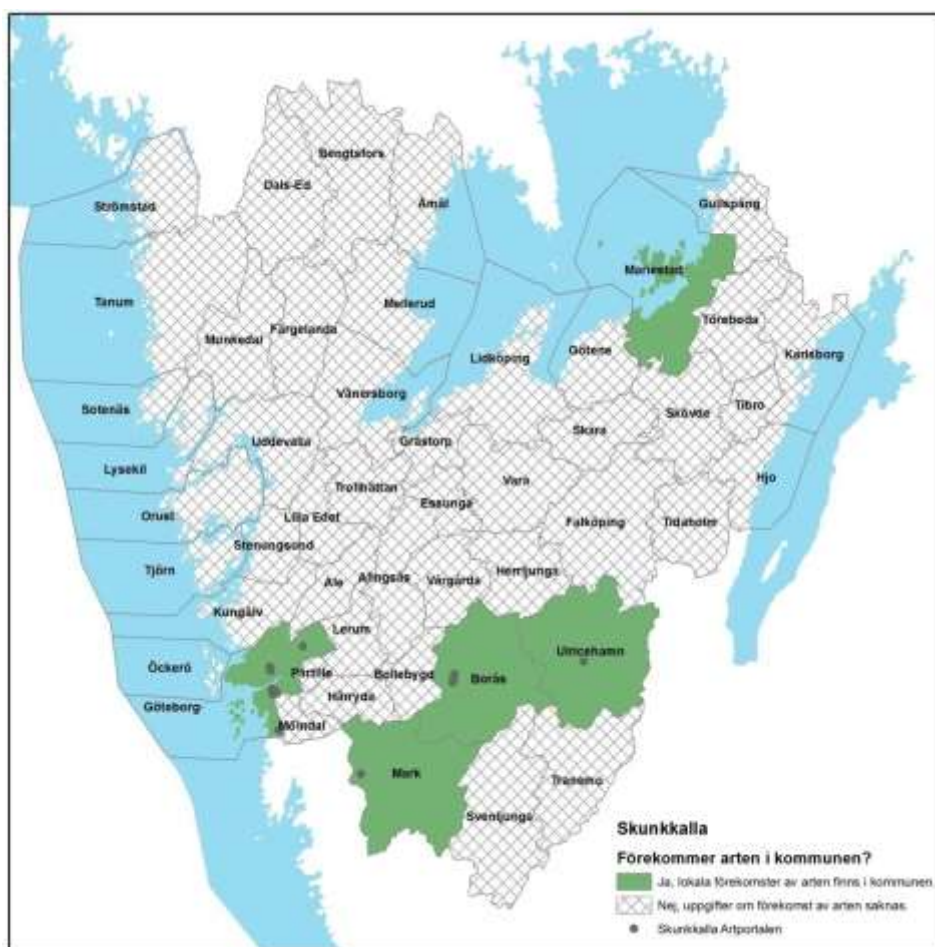 Bengtsfors
Dals-Ed
Strömstad
Åmål
Gullspång
Mariestad
Tanum
Mellerud
Färgelanda
Munkedal
Töreboda
Karlsborg
Lidköping
Götene
Vänersborg
Sotenäs
Tibro
Skövde
Skara
Uddevalla
Grästorp
Lysekil
Hjo
Vara
Trollhättan
Essunga
Orust
Lilla Edet
Falköping
Tidaholm
Stenungsund
Tjörn
Ale
Alingsås
Vårgårda
Herrljunga
Kungälv
Lerum
Ulricehamn
Öckerö
Partille
Bollebygd
Borås
Härryda
Göteborg
Mölndal
Mark
Tranemo
Svenljunga
Skunkkalla
Förekommer arten i kommunen?
Ja, lokala förekomster av arten finns i kommunen
Nej, uppgifter om förekomst av arten saknas.
Skunkkalla Artportalen